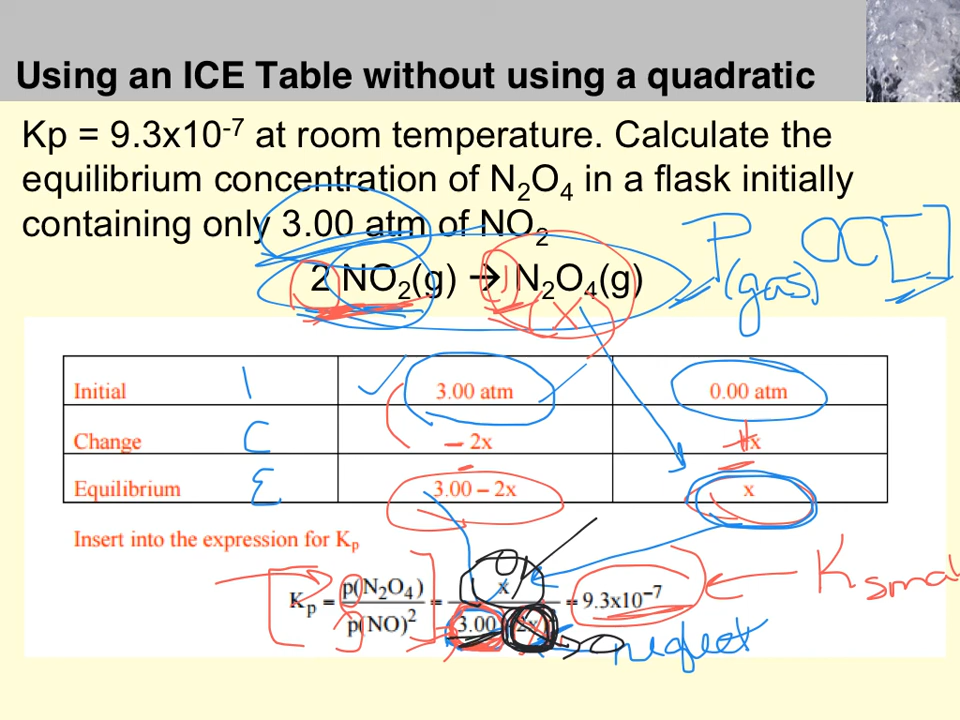 Using an ICE Table without using a quadratic
Kp = 9.3x10⁻⁷ at room temperature. Calculate the
equilibrium concentration of N₂O₄ in a flask initially
containing only 3.00 atm of NO₂
P (gas) α [ ]
2 NO₂(g) → 1 N₂O₄(g)
x
Initial I ✓ 3.00 atm 0.00 atm
Change C – 2x +x
Equilibrium E 3.00 – 2x x
Insert into the expression for Kₚ
Kₚ = p(N₂O₄) / p(NO)² = x / 3.00 2x = 9.3x10⁻⁷ ← K small
neglect